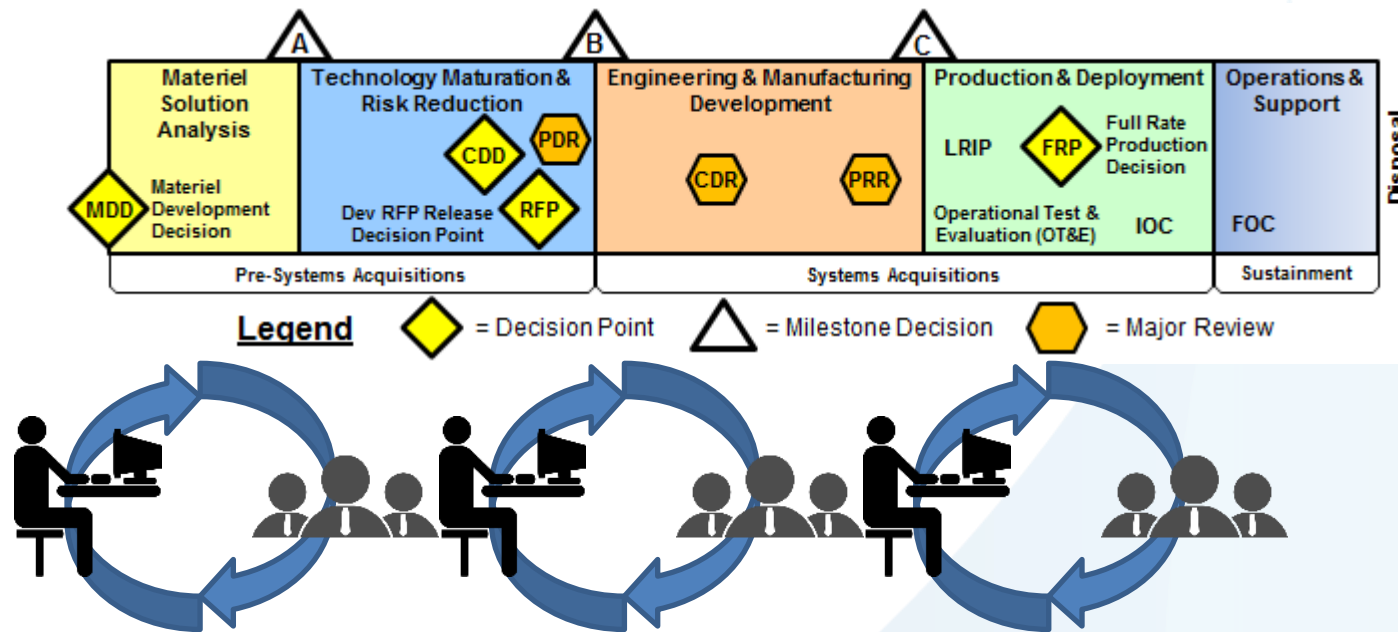 A
B
C
Materiel
Solution
Analysis
Technology Maturation &
Risk Reduction
Engineering & Manufacturing
Development
Production & Deployment
Operations &
Support
MDD
Materiel
Development
Decision
CDD
PDR
Dev RFP Release
Decision Point
RFP
CDR
PRR
LRIP
FRP
Full Rate
Production
Decision
Operational Test &
Evaluation (OT&E)
IOC
FOC
Disposal
Pre-Systems Acquisitions
Systems Acquisitions
Sustainment
Legend
= Decision Point
= Milestone Decision
= Major Review